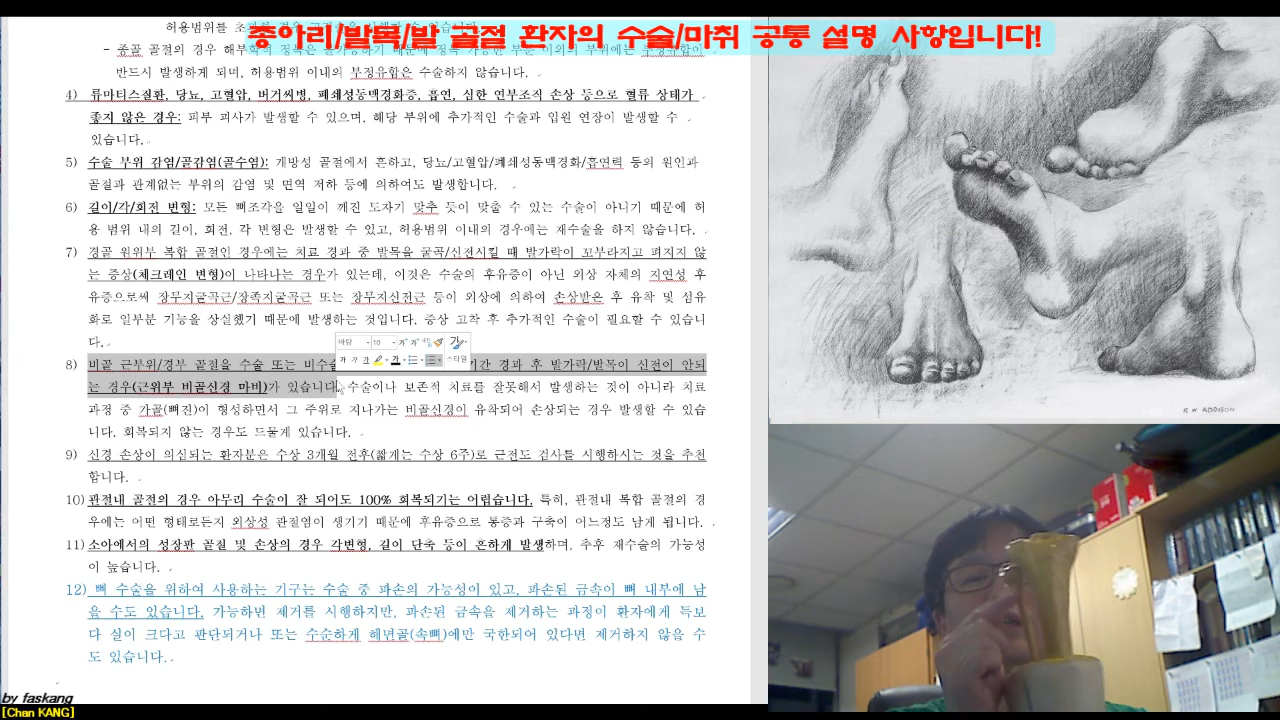 종아리/발목/발 골절 환자의 수술/마취 공통 설명 사항입니다!
허용범위를
- 종골 골절의 경우 해부
반드시 발생하게 되며, 허용범위 이내의 부정유합은 수술하지 않습니다.
4) 류마티스질환, 당뇨, 고혈압, 버거씨병, 폐쇄성동맥경화증, 흡연, 심한 연부조직 손상 등으로 혈류 상태가
좋지 않은 경우: 피부 괴사가 발생할 수 있으며, 해당 부위에 추가적인 수술과 입원 연장이 발생할 수
있습니다.
5) 수술 부위 감염/골감염(골수염): 개방성 골절에서 흔하고, 당뇨/고혈압/폐쇄성동맥경화/흡연력 등의 원인과
골절과 관계없는 부위의 감염 및 면역 저하 등에 의하여도 발생합니다.
6) 길이/각/회전 변형: 모든 뼈조각을 일일이 깨진 도자기 맞추 듯이 맞출 수 있는 수술이 아니기 때문에 허
용 범위 내의 길이, 회전, 각 변형은 발생할 수 있고, 허용범위 이내의 경우에는 재수술을 하지 않습니다.
7) 경골 원위부 복합 골절인 경우에는 치료 경과 중 발목을 굴곡/신전시킬 때 발가락이 꼬부라지고 펴지지 않
는 증상(체크레인 변형)이 나타나는 경우가 있는데, 이것은 수술의 후유증이 아닌 외상 자체의 지연성 후
유증으로써 장무지굴곡근/장족지굴곡근 또는 장무지신전근 등이 외상에 의하여 손상받은 후 유착 및 섬유
화로 일부분 기능을 상실했기 때문에 발생하는 것입니다. 증상 고착 후 추가적인 수술이 필요할 수 있습니
다.
바탕 10 스타일
8) 비골 근부위/경부 골절을 수술 또는 비수술 기간 경과 후 발가락/발목이 신전이 안되
는 경우(근위부 비골신경 마비)가 있습니다. 수술이나 보존적 치료를 잘못해서 발생하는 것이 아니라 치료
과정 중 가골(뼈진)이 형성하면서 그 주위로 지나가는 비골신경이 유착되어 손상되는 경우 발생할 수 있습
니다. 회복되지 않는 경우도 드물게 있습니다.
9) 신경 손상이 의심되는 환자분은 수상 3개월 전후(짧게는 수상 6주)로 근전도 검사를 시행하시는 것을 추천
합니다.
10) 관절내 골절의 경우 아무리 수술이 잘 되어도 100% 회복되기는 어렵습니다. 특히, 관절내 복합 골절의 경
우에는 어떤 형태로든지 외상성 관절염이 생기기 때문에 후유증으로 통증과 구축이 어느정도 남게 됩니다.
11) 소아에서의 성장판 골절 및 손상의 경우 각변형, 길이 단축 등이 흔하게 발생하며, 추후 재수술의 가능성
이 높습니다.
12) 뼈 수술을 위하여 사용하는 기구는 수술 중 파손의 가능성이 있고, 파손된 금속이 뼈 내부에 남
을 수도 있습니다. 가능하면 제거를 시행하지만, 파손된 금속을 제거하는 과정이 환자에게 득보
다 실이 크다고 판단되거나 또는 수순하게 해면골(속뼈)에만 국한되어 있다면 제거하지 않을 수
도 있습니다.
by faskang
[Chan KANG]
R W ADDISON